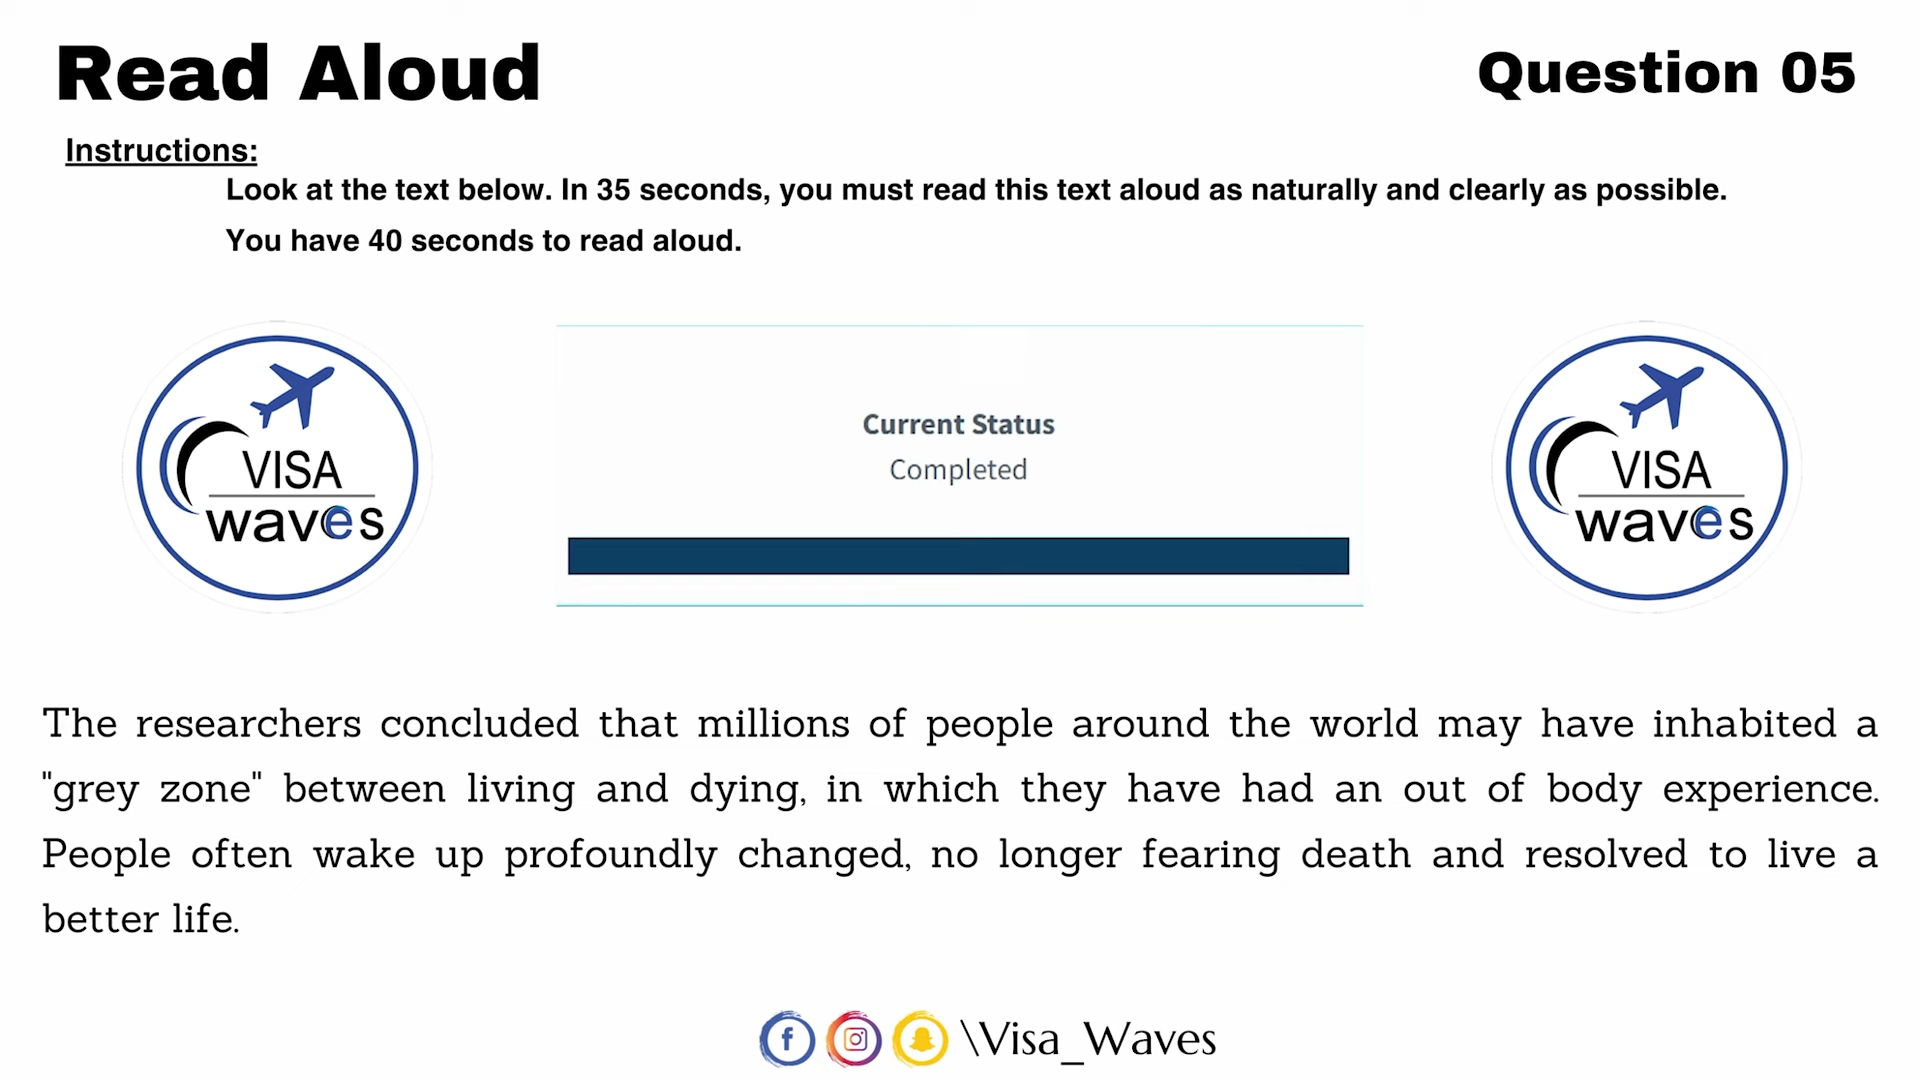 Read Aloud
Question 05
Instructions:
Look at the text below. In 35 seconds, you must read this text aloud as naturally and clearly as possible.
You have 40 seconds to read aloud.
VISA
waves
Current Status
Completed
VISA
waves
The researchers concluded that millions of people around the world may have inhabited a
"grey zone" between living and dying, in which they have had an out of body experience.
People often wake up profoundly changed, no longer fearing death and resolved to live a
better life.
\Visa_Waves